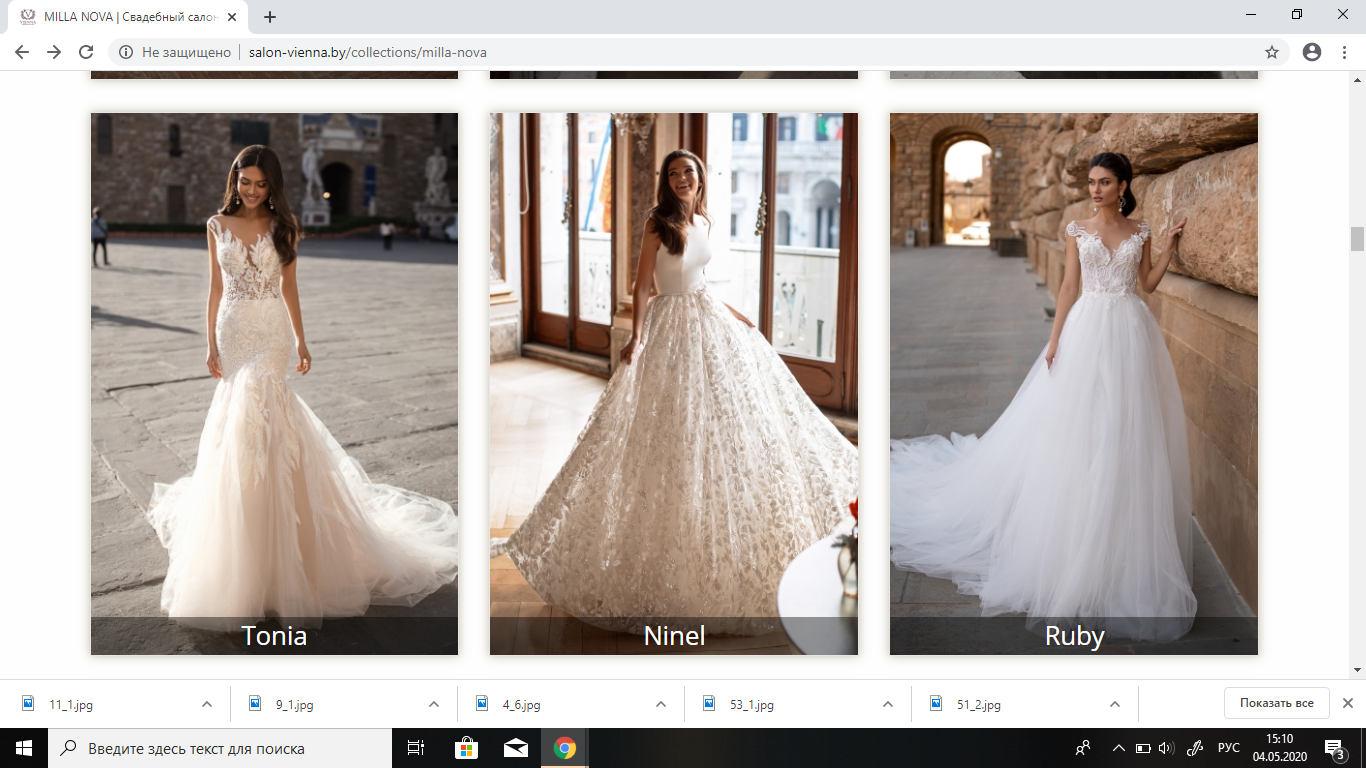 MILLA NOVA | Свадебный салон
Не защищено
salon-vienna.by/collections/milla-nova
Tonia
Ninel
Ruby
11_1.jpg
9_1.jpg
4_6.jpg
53_1.jpg
51_2.jpg
Показать все
Введите здесь текст для поиска
РУС
15:10
04.05.2020
3